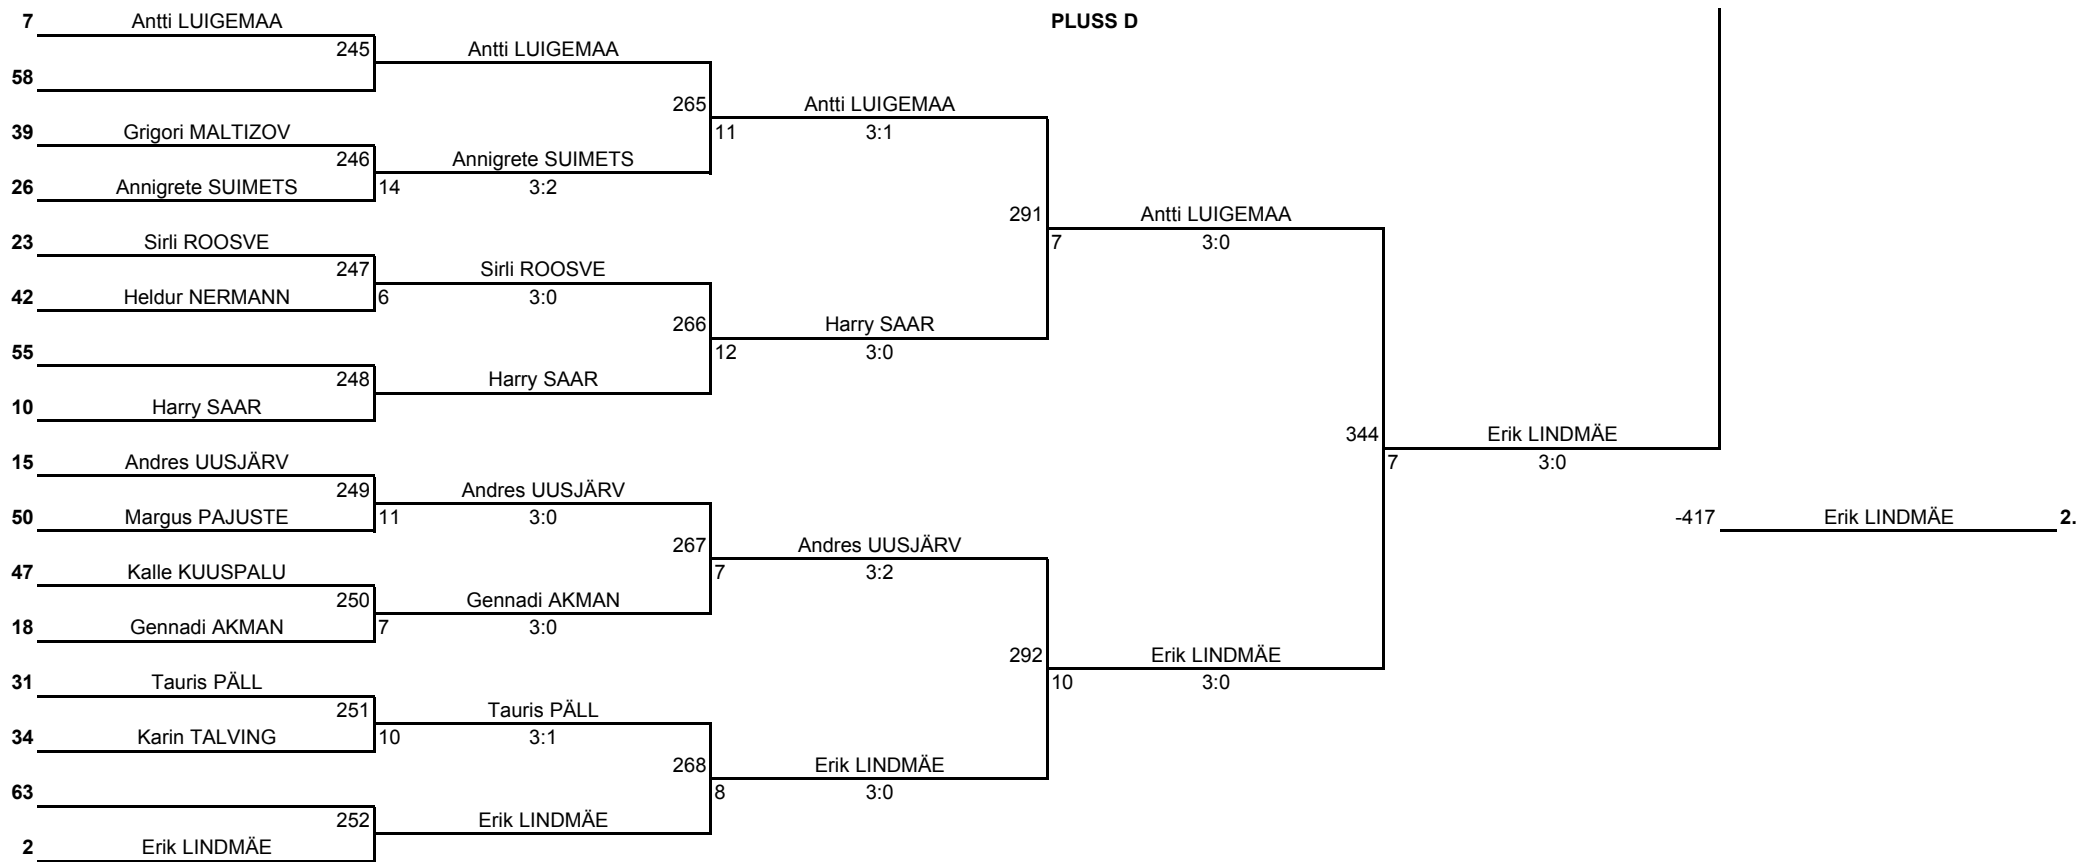 7 Antti LUIGEMAA PLUSS D
245 Antti LUIGEMAA
58
265 Antti LUIGEMAA
39 Grigori MALTIZOV 11 3:1
246 Annigrete SUIMETS
26 Annigrete SUIMETS 14 3:2
291 Antti LUIGEMAA
23 Sirli ROOSVE 7 3:0
247 Sirli ROOSVE
42 Heldur NERMANN 6 3:0
266 Harry SAAR
55 12 3:0
248 Harry SAAR
10 Harry SAAR
344 Erik LINDMÄE
15 Andres UUSJÄRV 7 3:0
249 Andres UUSJÄRV
50 Margus PAJUSTE 11 3:0 -417 Erik LINDMÄE 2.
267 Andres UUSJÄRV
47 Kalle KUUSPALU 7 3:2
250 Gennadi AKMAN
18 Gennadi AKMAN 7 3:0
292 Erik LINDMÄE
31 Tauris PÄLL 10 3:0
251 Tauris PÄLL
34 Karin TALVING 10 3:1
268 Erik LINDMÄE
63 8 3:0
252 Erik LINDMÄE
2 Erik LINDMÄE